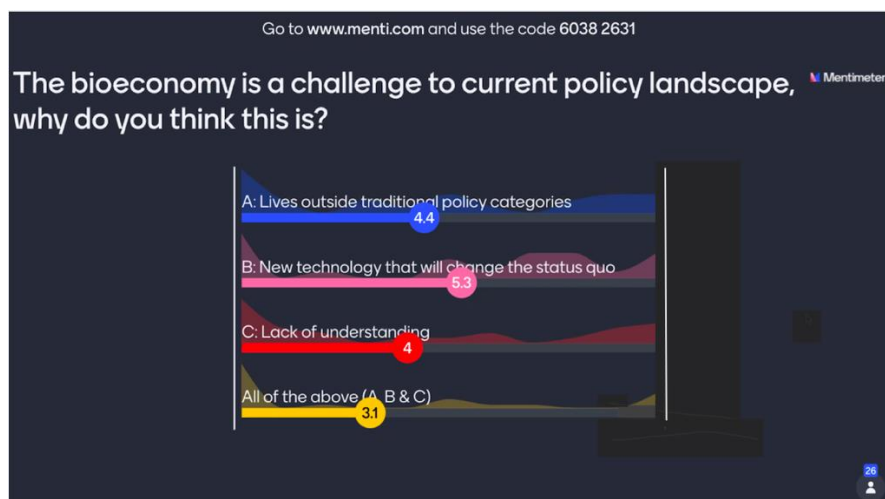 Go to www.menti.com and use the code 6038 2631
The bioeconomy is a challenge to current policy landscape,
why do you think this is?
Mentimeter
A: Lives outside traditional policy categories
4.4
B: New technology that will change the status quo
5.3
C: Lack of understanding
4
All of the above (A, B & C)
3.1
26